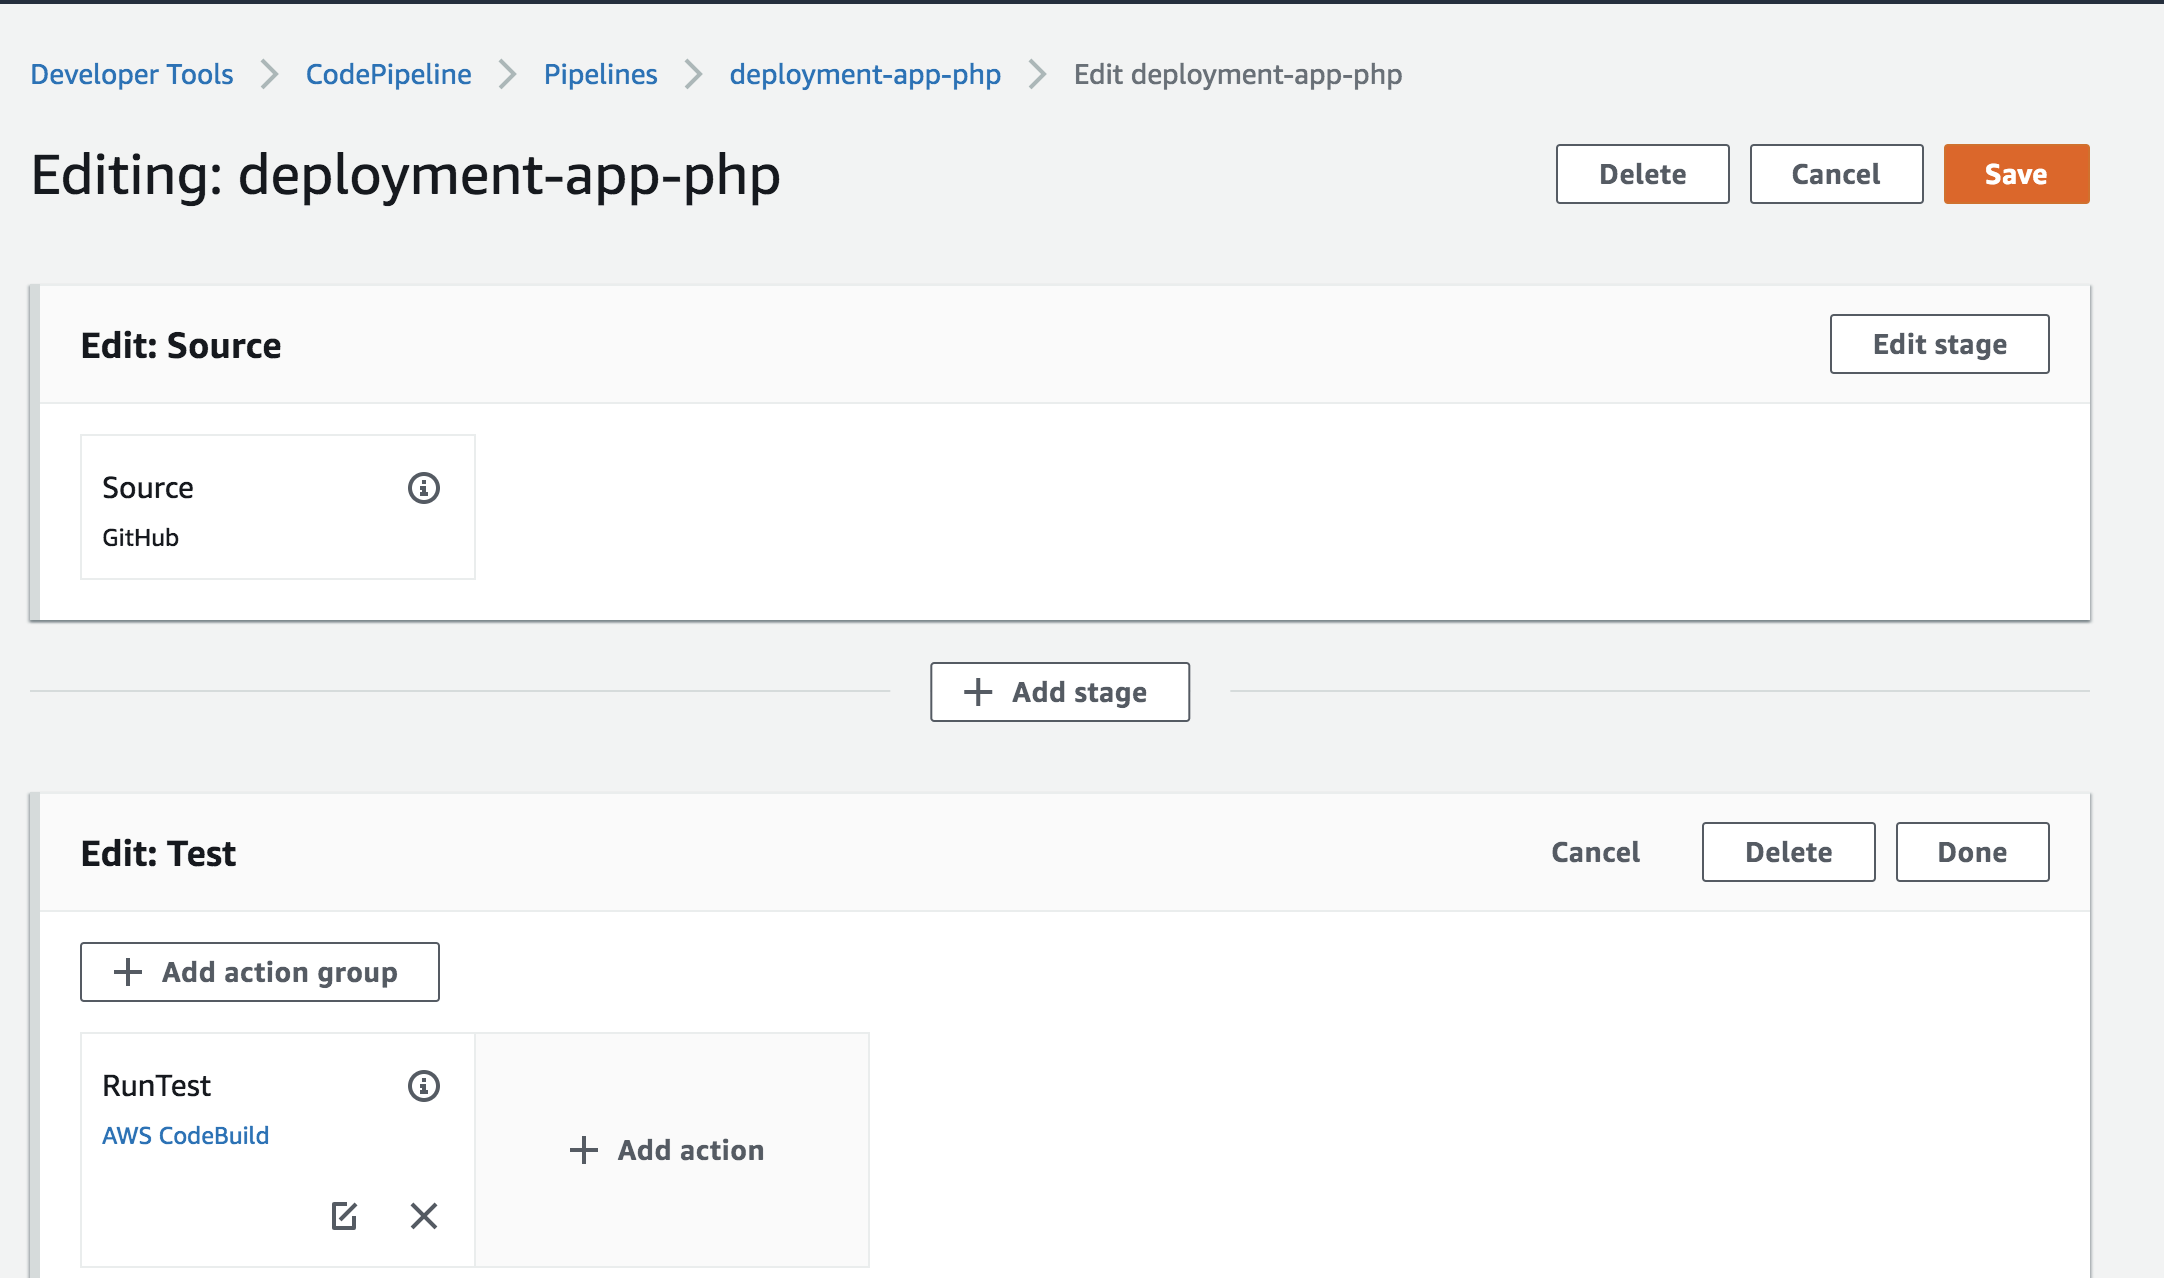 Developer Tools > CodePipeline > Pipelines > deployment-app-php > Edit deployment-app-php
Editing: deployment-app-php
Delete Cancel Save
Edit: Source
Edit stage
Source
GitHub
+ Add stage
Edit: Test
Cancel Delete Done
+ Add action group
RunTest
AWS CodeBuild
+ Add action